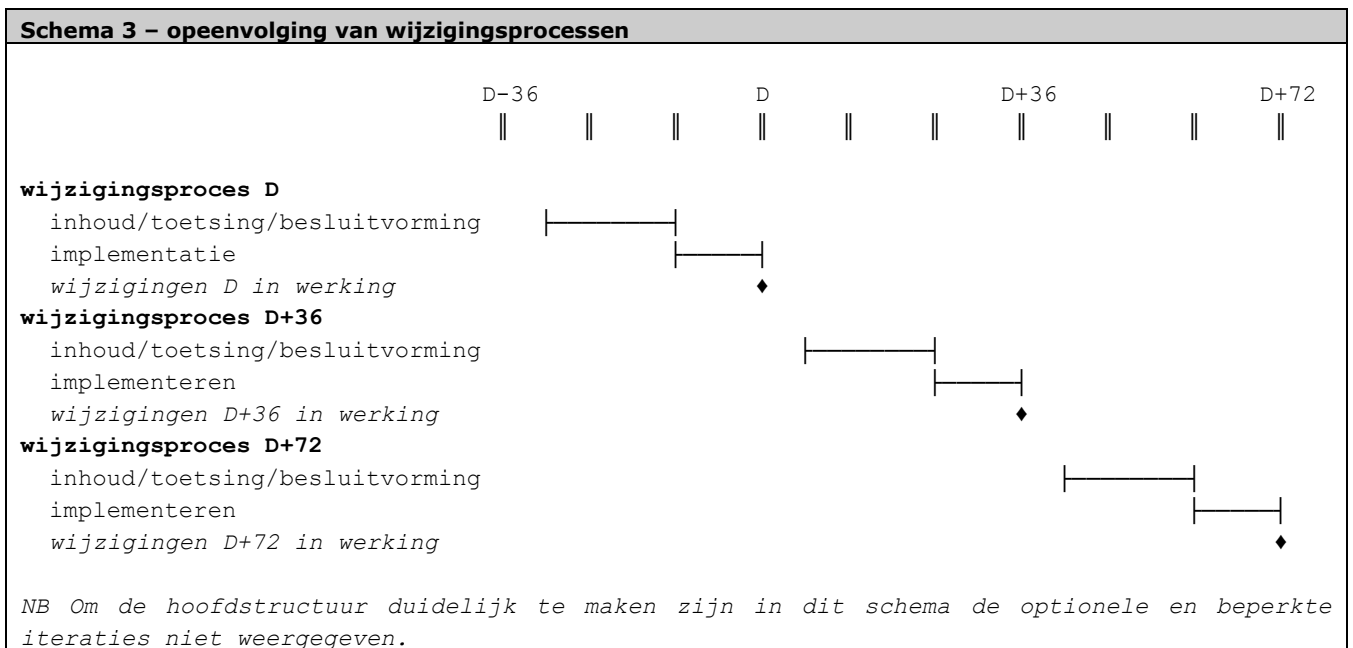 Schema 3 – opeenvolging van wijzigingsprocessen
D-36 D D+36 D+72
‖ ‖ ‖ ‖ ‖ ‖ ‖ ‖ ‖ ‖
wijzigingsproces D
inhoud/toetsing/besluitvorming
implementatie
wijzigingen D in werking ♦
wijzigingsproces D+36
inhoud/toetsing/besluitvorming
implementeren
wijzigingen D+36 in werking ♦
wijzigingsproces D+72
inhoud/toetsing/besluitvorming
implementeren
wijzigingen D+72 in werking ♦
NB Om de hoofdstructuur duidelijk te maken zijn in dit schema de optionele en beperkte
iteraties niet weergegeven.